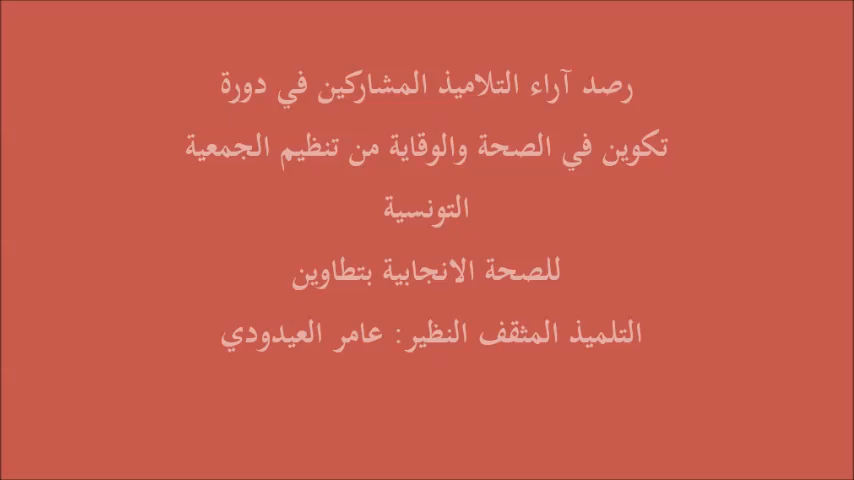 رصد آراء التلاميذ المشاركين في دورة
تكوين في الصحة والوقاية من تنظيم الجمعية
التونسية
للصحة الانجابية بتطاوين
التلميذ المثقف النظير: عامر العيدودي